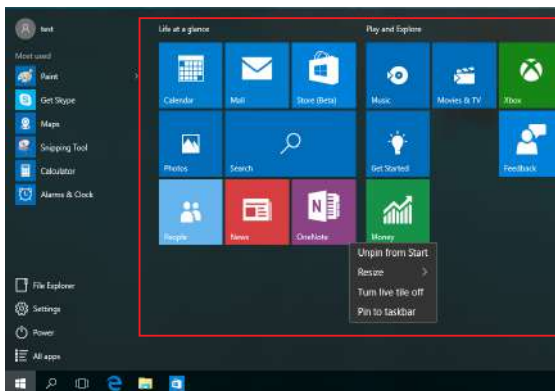 test
Most used
Paint
Get Skype
Maps
Snipping Tool
Calculator
Alarms & Clock
File Explorer
Settings
Power
All apps
Life at a glance
Calendar
Mail
Store (Beta)
Photos
Search
People
News
OneNote
Play and Explore
Music
Movies & TV
Xbox
Get Started
Feedback
Money
Unpin from Start
Resize
Turn live tile off
Pin to taskbar